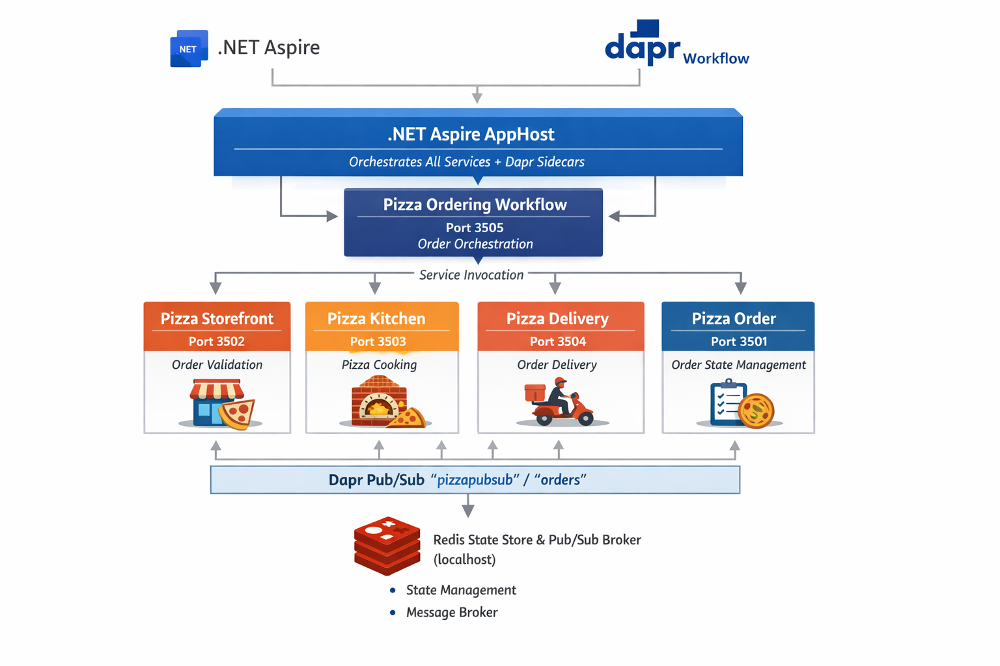 .NET
.NET Aspire
dapr Workflow
.NET Aspire AppHost
Orchestrates All Services + Dapr Sidecars
Pizza Ordering Workflow
Port 3505
Order Orchestration
Service Invocation
Pizza Storefront
Port 3502
Order Validation
Pizza Kitchen
Port 3503
Pizza Cooking
Pizza Delivery
Port 3504
Order Delivery
Pizza Order
Port 3501
Order State Management
Dapr Pub/Sub “pizzapubsub” / “orders”
Redis State Store & Pub/Sub Broker
(localhost)
• State Management
• Message Broker